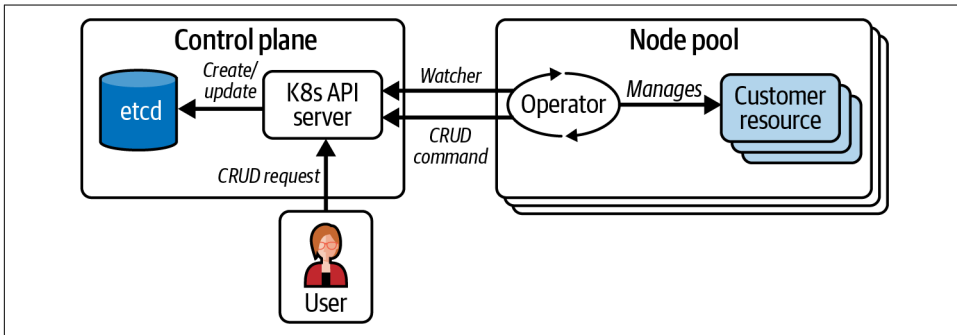 Control plane
Node pool
Create/
update
etcd
K8s API
server
Watcher
CRUD
command
Operator
Manages
Customer
resource
CRUD request
User